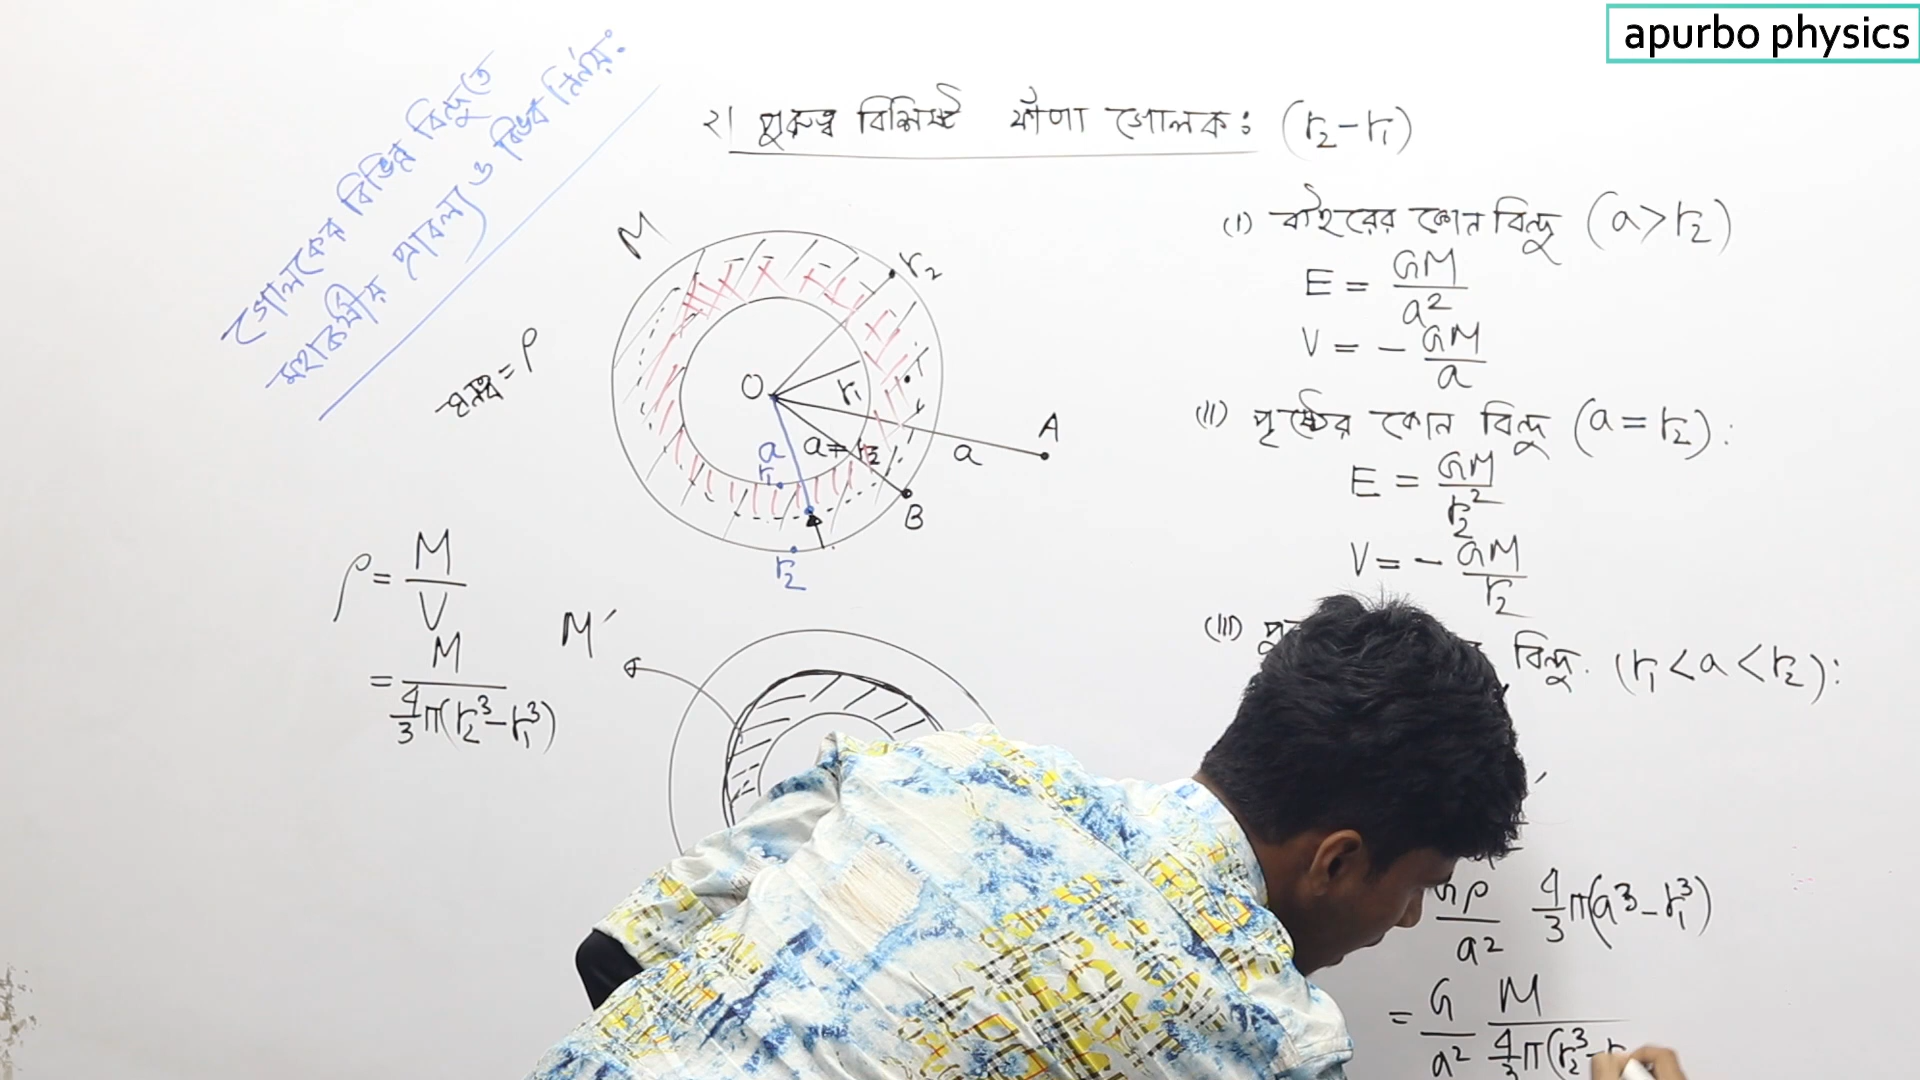 apurbo physics
গোলকের বিভিন্ন বিন্দুতে
মহাকর্ষীয় প্রাবল্য ও বিভব নির্ণয়:
২। পুরুত্ব বিশিষ্ট ফাঁপা গোলক: (r₂-r₁)
ঘনত্ব = ρ
M
r₂
O
r₁
A
a
a = r₂
B
a
r₁
r₂
ρ = M/V
= M / 4/3 π(r₂³-r₁³)
M′
(I) বাইরের কোন বিন্দু (a>r₂)
E = GM/a²
V = - GM/a
(II) পৃষ্ঠের কোন বিন্দু (a=r₂):
E = GM/r₂²
V = - GM/r₂
(III) বিন্দু. (r₁<a<r₂):
Gρ/a² 4/3 π(a³-r₁³)
= G/a² M / 4/3 π(r₂³-r